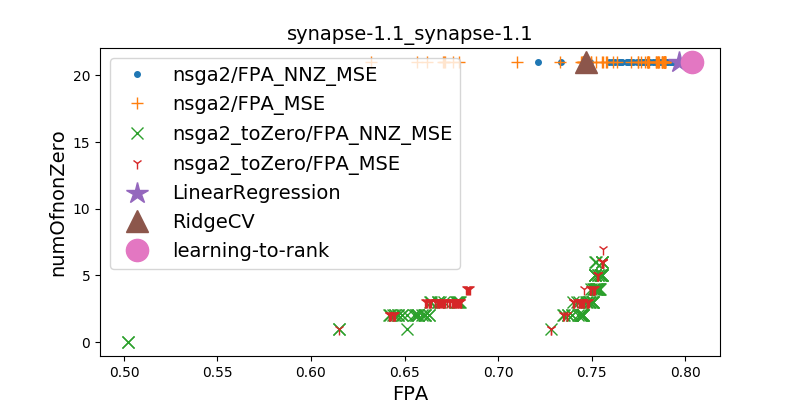 synapse-1.1_synapse-1.1
numOfnonZero
20
15
10
5
0
nsga2/FPA_NNZ_MSE
nsga2/FPA_MSE
nsga2_toZero/FPA_NNZ_MSE
nsga2_toZero/FPA_MSE
LinearRegression
RidgeCV
learning-to-rank
0.50 0.55 0.60 0.65 0.70 0.75 0.80
FPA